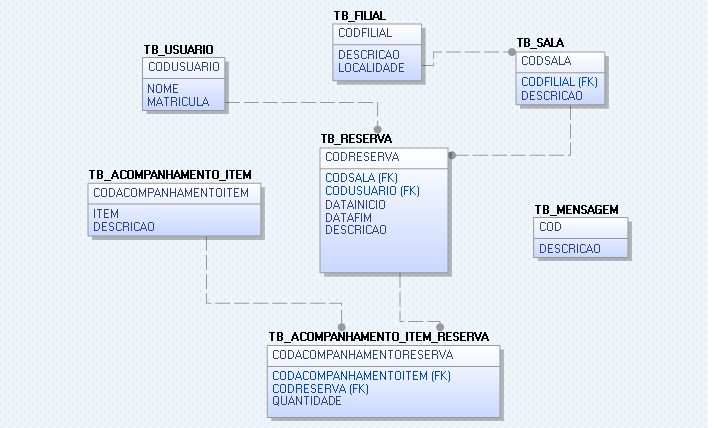 TB_FILIAL
CODFILIAL
DESCRICAO
LOCALIDADE
TB_SALA
CODSALA
CODFILIAL (FK)
DESCRICAO
TB_USUARIO
CODUSUARIO
NOME
MATRICULA
TB_RESERVA
CODRESERVA
CODSALA (FK)
CODUSUARIO (FK)
DATAINICIO
DATAFIM
DESCRICAO
TB_ACOMPANHAMENTO_ITEM
CODACOMPANHAMENTOITEM
ITEM
DESCRICAO
TB_MENSAGEM
COD
DESCRICAO
TB_ACOMPANHAMENTO_ITEM_RESERVA
CODACOMPANHAMENTORESERVA
CODACOMPANHAMENTOITEM (FK)
CODRESERVA (FK)
QUANTIDADE